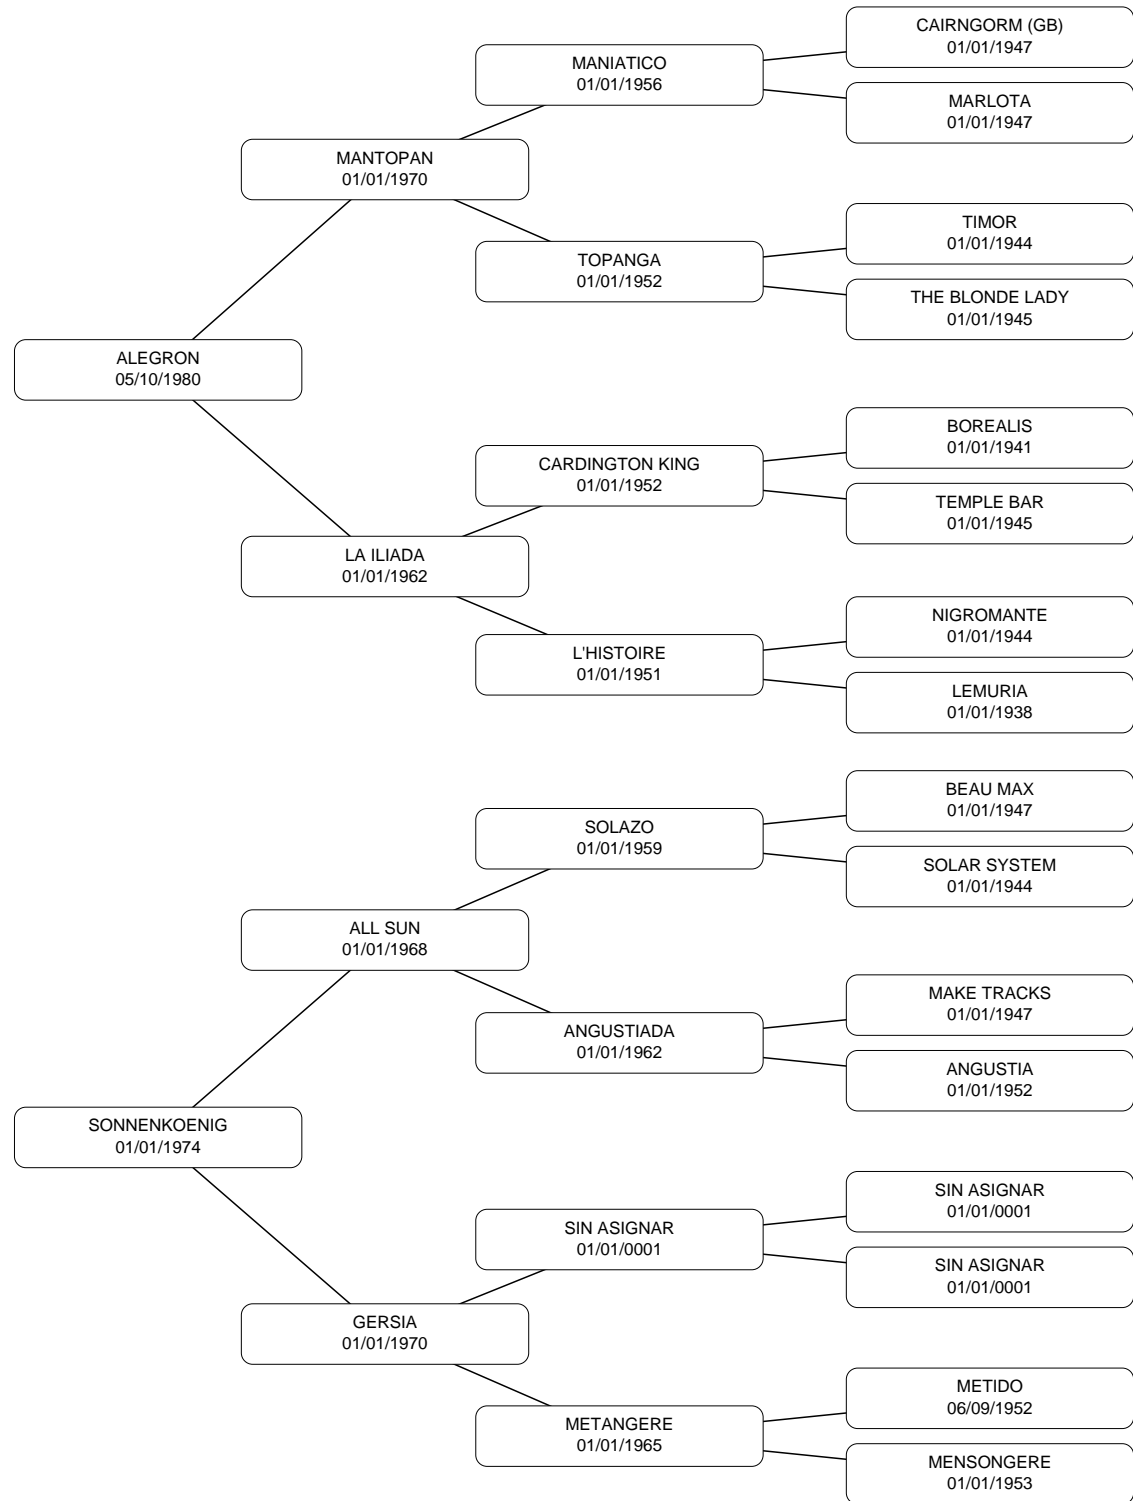 CAIRNGORM (GB)
01/01/1947
MANIATICO
01/01/1956
MARLOTA
01/01/1947
MANTOPAN
01/01/1970
TIMOR
01/01/1944
TOPANGA
01/01/1952
THE BLONDE LADY
01/01/1945
ALEGRON
05/10/1980
BOREALIS
01/01/1941
CARDINGTON KING
01/01/1952
TEMPLE BAR
01/01/1945
LA ILIADA
01/01/1962
NIGROMANTE
01/01/1944
L'HISTOIRE
01/01/1951
LEMURIA
01/01/1938
BEAU MAX
01/01/1947
SOLAZO
01/01/1959
SOLAR SYSTEM
01/01/1944
ALL SUN
01/01/1968
MAKE TRACKS
01/01/1947
ANGUSTIADA
01/01/1962
ANGUSTIA
01/01/1952
SONNENKOENIG
01/01/1974
SIN ASIGNAR
01/01/0001
SIN ASIGNAR
01/01/0001
SIN ASIGNAR
01/01/0001
GERSIA
01/01/1970
METIDO
06/09/1952
METANGERE
01/01/1965
MENSONGERE
01/01/1953